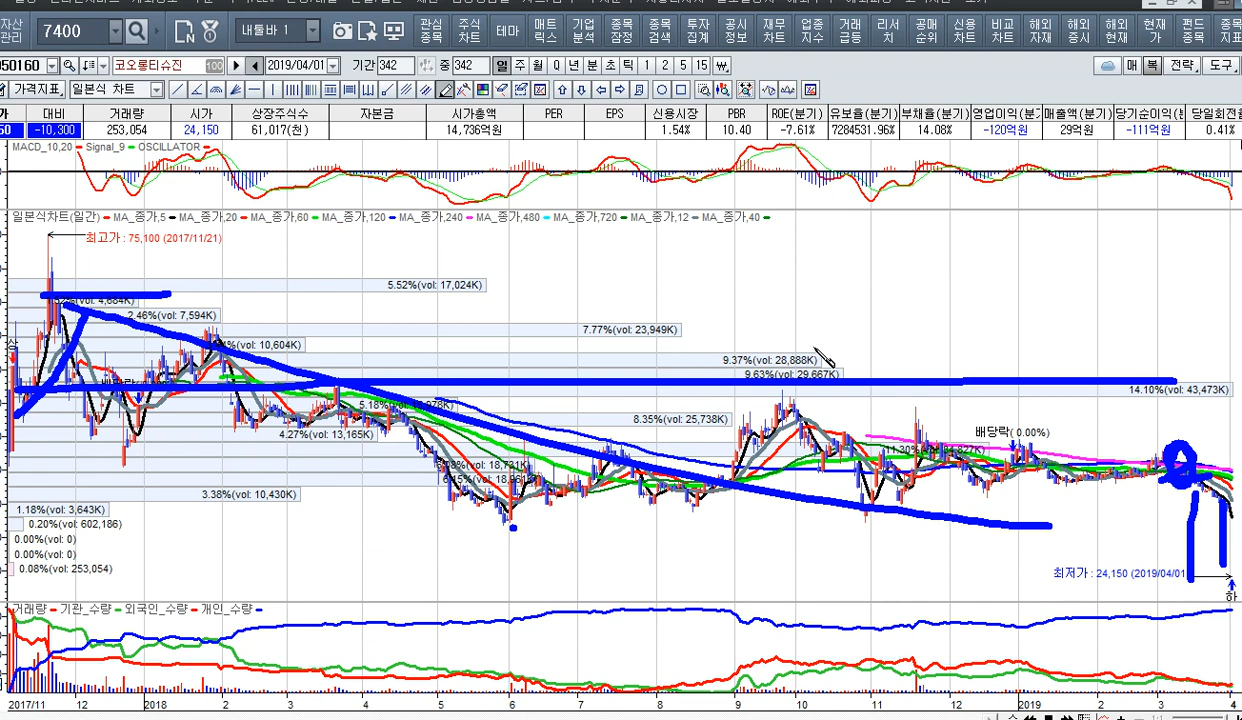 자산 관리 7400 내툴바 1 관심 종목 주식 차트 테마 매트 릭스 기업 분석 종목 잠정 종목 검색 투자 집계 공시 정보 재무 차트 업종 지수 거래 급등 리서 치 공매 순위 신용 차트 비교 차트 해외 자재 해외 증시 해외 현재 현재 가 펀드 종목 종목
050160 코오롱티슈진 100 2019/04/01 기간 342 중 342 일 주 월 Q 년 분 초 틱 1 2 5 15 매 복 전략 도구
가격지표 일본식 차트
대비 거래량 시가 상장주식수 자본금 시가총액 PER EPS 신용시장 PBR ROE(분기) 유보율(분기) 부채율(분기) 영업이익(분기 매출액(분기) 당기순이익(분 당일회전
-10,300 253,054 24,150 61,017(천) 14,736억원 1.54% 10.40 -7.61% 7284531.96% 14.08% -120억원 29억원 -111억원 0.41%
MACD_10,20 Signal_9 OSCILLATOR
일본식차트(일간) MA_종가,5 MA_종가,20 MA_종가,60 MA_종가,120 MA_종가,240 MA_종가,480 MA_종가,720 MA_종가,12 MA_종가,40
최고가 : 75,100 (2017/11/21)
5.52%(vol: 17,024K)
(vol: 4,684K)
2.46%(vol: 7,594K)
7.77%(vol: 23,949K)
(vol: 10,604K)
9.37%(vol: 28,888K)
9.63%(vol: 29,667K)
14.10%(vol: 43,473K)
5.18%
8.35%(vol: 25,738K)
4.27%(vol: 13,165K)
배당락( 0.00%)
11.30%
3.38%(vol: 10,430K)
1.18%(vol: 3,643K)
0.20%(vol: 602,186)
0.00%(vol: 0)
0.00%(vol: 0)
0.08%(vol: 253,054)
최저가 : 24,150 (2019/04/01
하
거래량 기관_수량 외국인_수량 개인_수량
2017/11 12 2018 2 3 4 5 6 7 8 9 10 11 12 2019 2 3 4